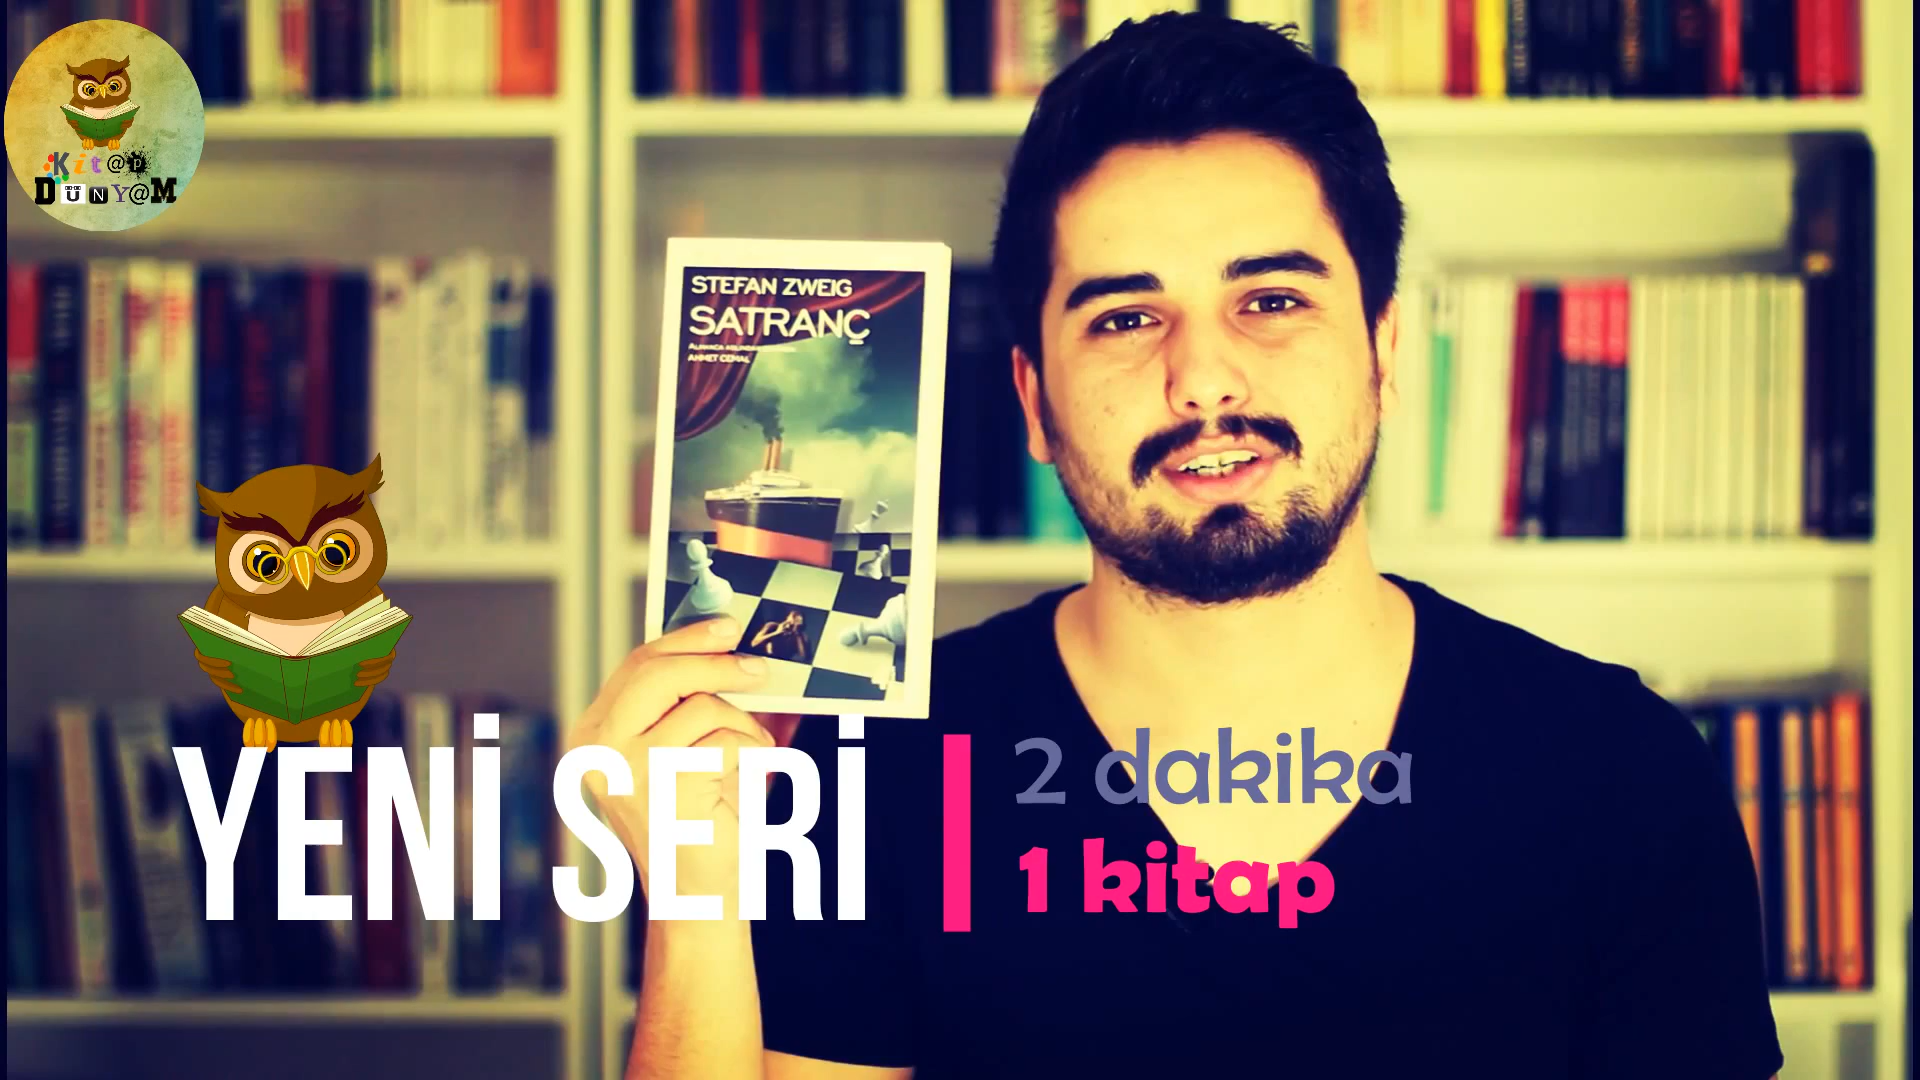 Kit@p
DÜNY@M
STEFAN ZWEIG
SATRANÇ
AHMET CEMAL
YENİ SERİ
2 dakika
1 kitap